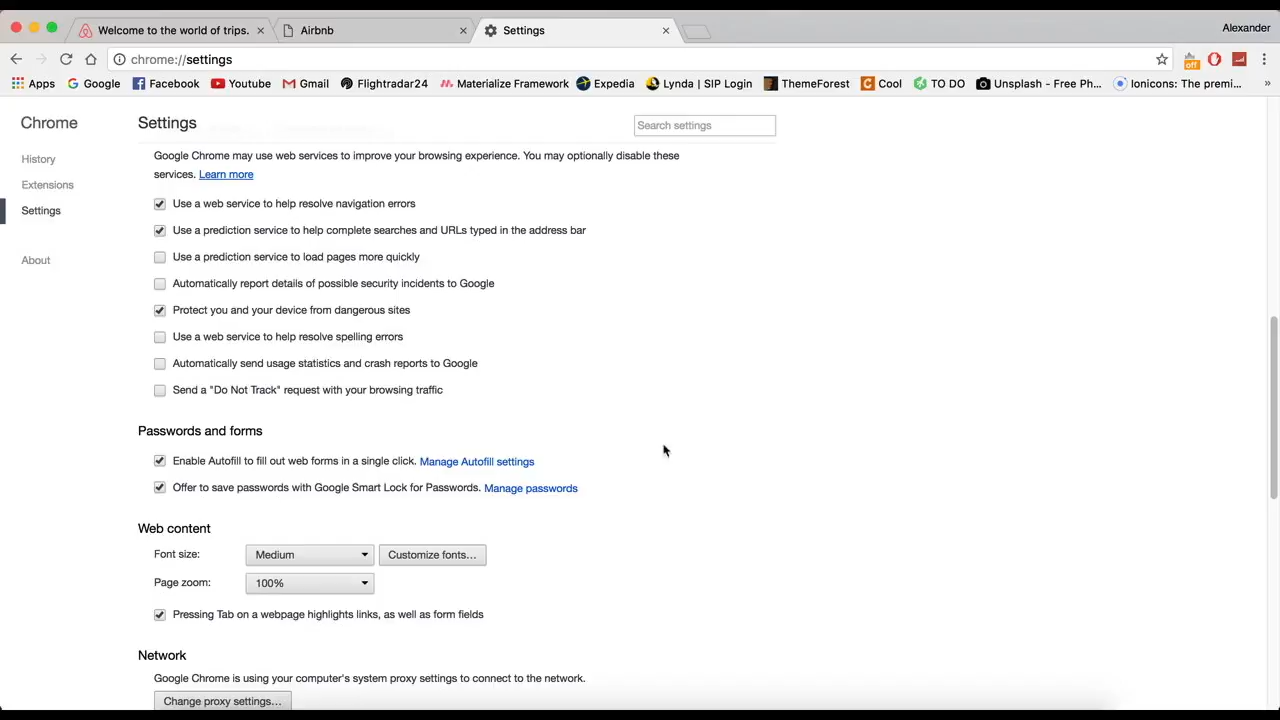 Welcome to the world of trips.
Airbnb
Settings
Alexander
chrome://settings
off
Apps
Google
Facebook
Youtube
Gmail
Flightradar24
Materialize Framework
Expedia
Lynda | SIP Login
ThemeForest
Cool
TO DO
Unsplash - Free Ph...
Ionicons: The premi...
»
Chrome
History
Extensions
Settings
About
Settings
Search settings
Google Chrome may use web services to improve your browsing experience. You may optionally disable these
services. Learn more
Use a web service to help resolve navigation errors
Use a prediction service to help complete searches and URLs typed in the address bar
Use a prediction service to load pages more quickly
Automatically report details of possible security incidents to Google
Protect you and your device from dangerous sites
Use a web service to help resolve spelling errors
Automatically send usage statistics and crash reports to Google
Send a "Do Not Track" request with your browsing traffic
Passwords and forms
Enable Autofill to fill out web forms in a single click. Manage Autofill settings
Offer to save passwords with Google Smart Lock for Passwords. Manage passwords
Web content
Font size: Medium Customize fonts...
Page zoom: 100%
Pressing Tab on a webpage highlights links, as well as form fields
Network
Google Chrome is using your computer's system proxy settings to connect to the network.
Change proxy settings...